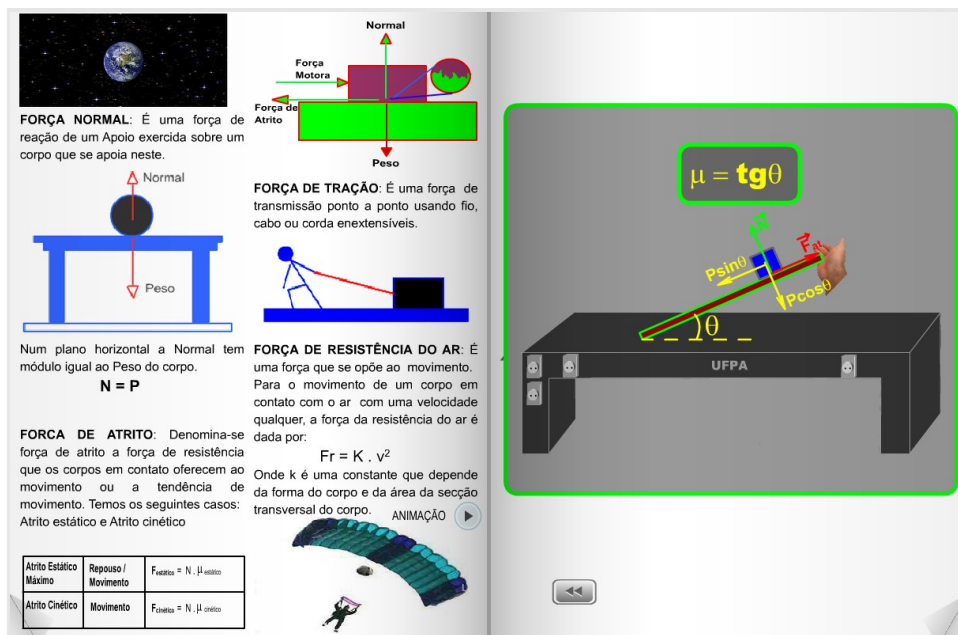 FORÇA NORMAL: É uma força de
reação de um Apoio exercida sobre um
corpo que se apoia neste.
Normal
Peso
Num plano horizontal a Normal tem
módulo igual ao Peso do corpo.
N = P
FORCA DE ATRITO: Denomina-se
força de atrito a força de resistência
que os corpos em contato oferecem ao
movimento ou a tendência de
movimento. Temos os seguintes casos:
Atrito estático e Atrito cinético
Atrito Estático Máximo | Repouso / Movimento | Festático = N . μ estático
Atrito Cinético | Movimento | Fcinético = N . μ cinético
Normal
Força
Motora
Força de
Atrito
Peso
FORÇA DE TRAÇÃO: É uma força de
transmissão ponto a ponto usando fio,
cabo ou corda enextensíveis.
FORÇA DE RESISTÊNCIA DO AR: É
uma força que se opõe ao movimento.
Para o movimento de um corpo em
contato com o ar com uma velocidade
qualquer, a força da resistência do ar é
dada por:
Fr = K . v²
Onde k é uma constante que depende
da forma do corpo e da área da secção
transversal do corpo.
ANIMAÇÃO
μ = tgθ
N
Fat
Psinθ
Pcosθ
θ
UFPA